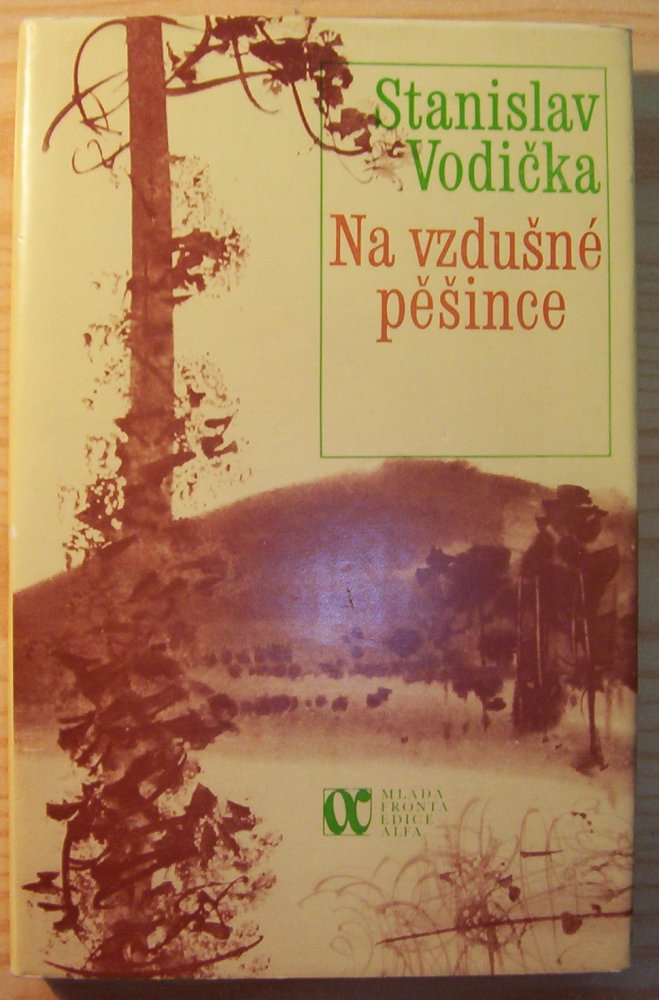 Stanislav
Vodička
Na vzdušné
pěšince
MLADÁ
FRONTA
EDICE
ALFA